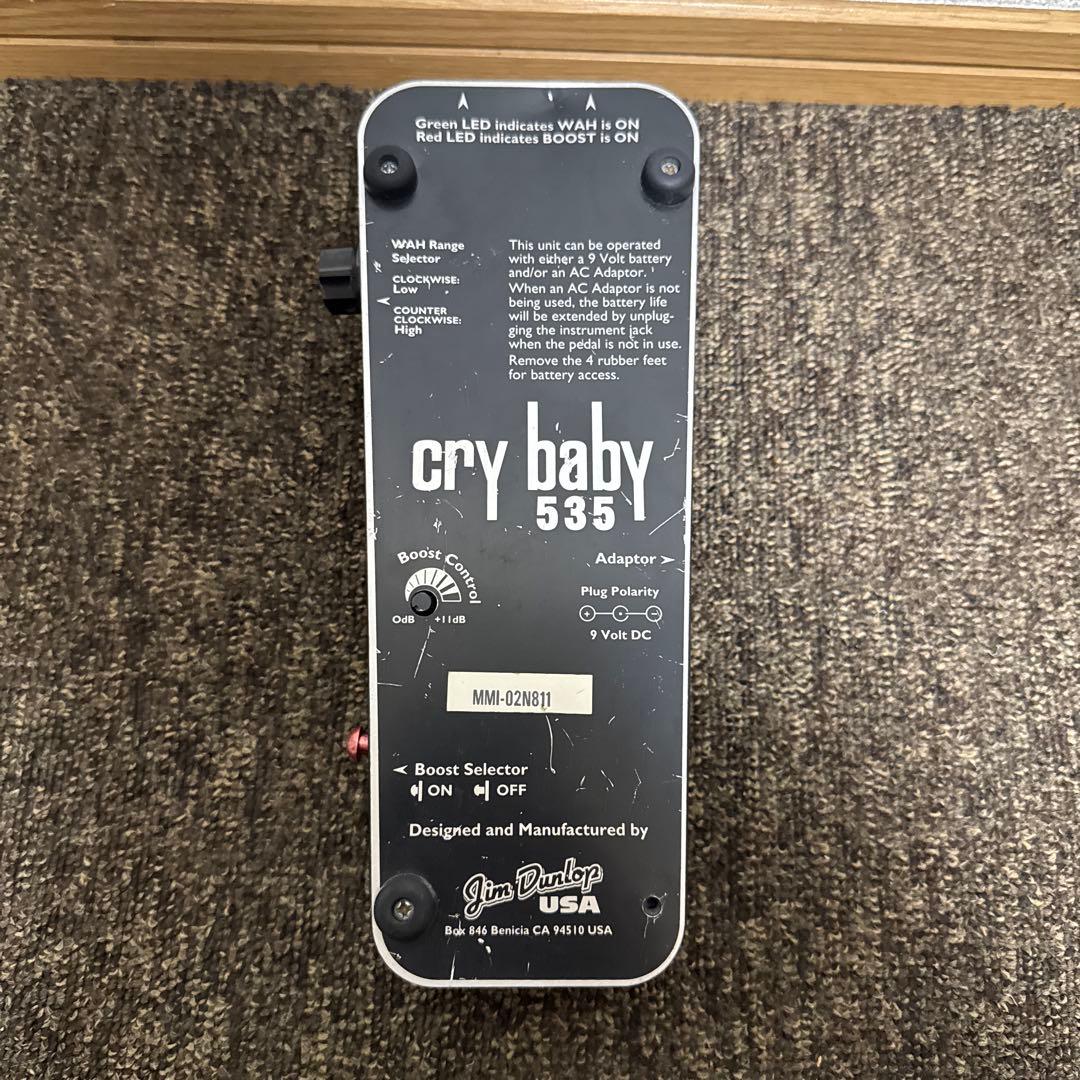 Green LED indicates WAH is ON
Red LED indicates BOOST is ON
WAH Range
Selector
CLOCKWISE:
Low
COUNTER
CLOCKWISE:
High
This unit can be operated
with either a 9 Volt battery
and/or an AC Adaptor.
When an AC Adaptor is not
being used, the battery life
will be extended by unplug-
ging the instrument jack
when the pedal is not in use.
Remove the 4 rubber feet
for battery access.
cry baby
535
Boost Control
0dB +11dB
Adaptor
Plug Polarity
9 Volt DC
MMI-02N811
Boost Selector
ON OFF
Designed and Manufactured by
Jim Dunlop
USA
Box 846 Benicia CA 94510 USA